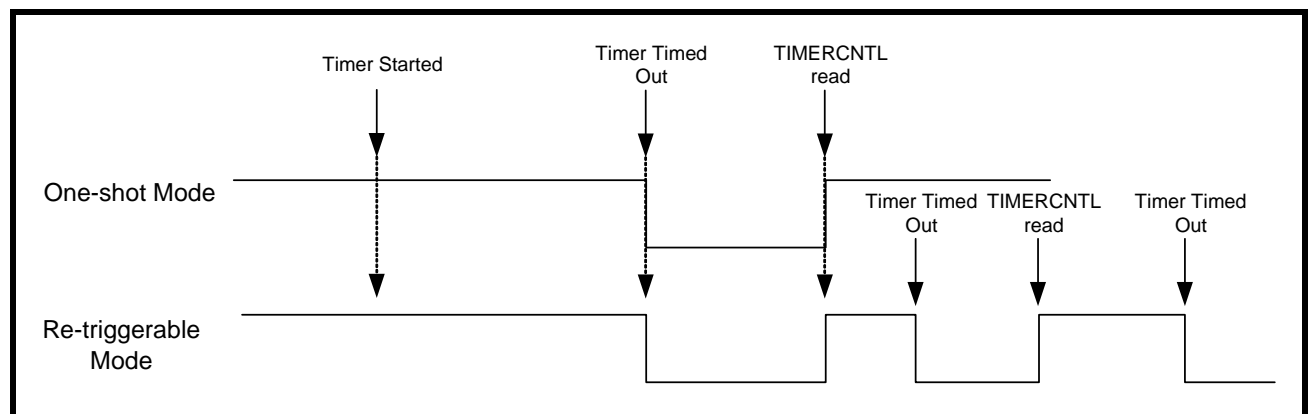 Timer Started
Timer Timed
Out
TIMERCNTL
read
One-shot Mode
Timer Timed
Out
TIMERCNTL
read
Timer Timed
Out
Re-triggerable
Mode